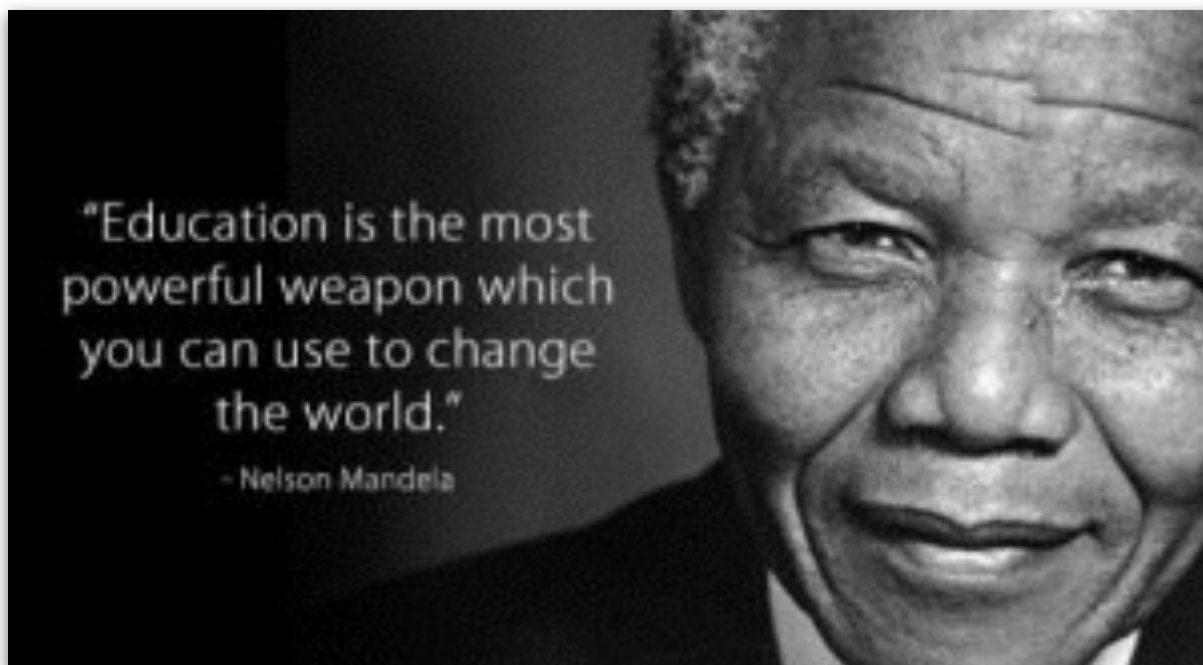 “Education is the most
powerful weapon which
you can use to change
the world.”
- Nelson Mandela